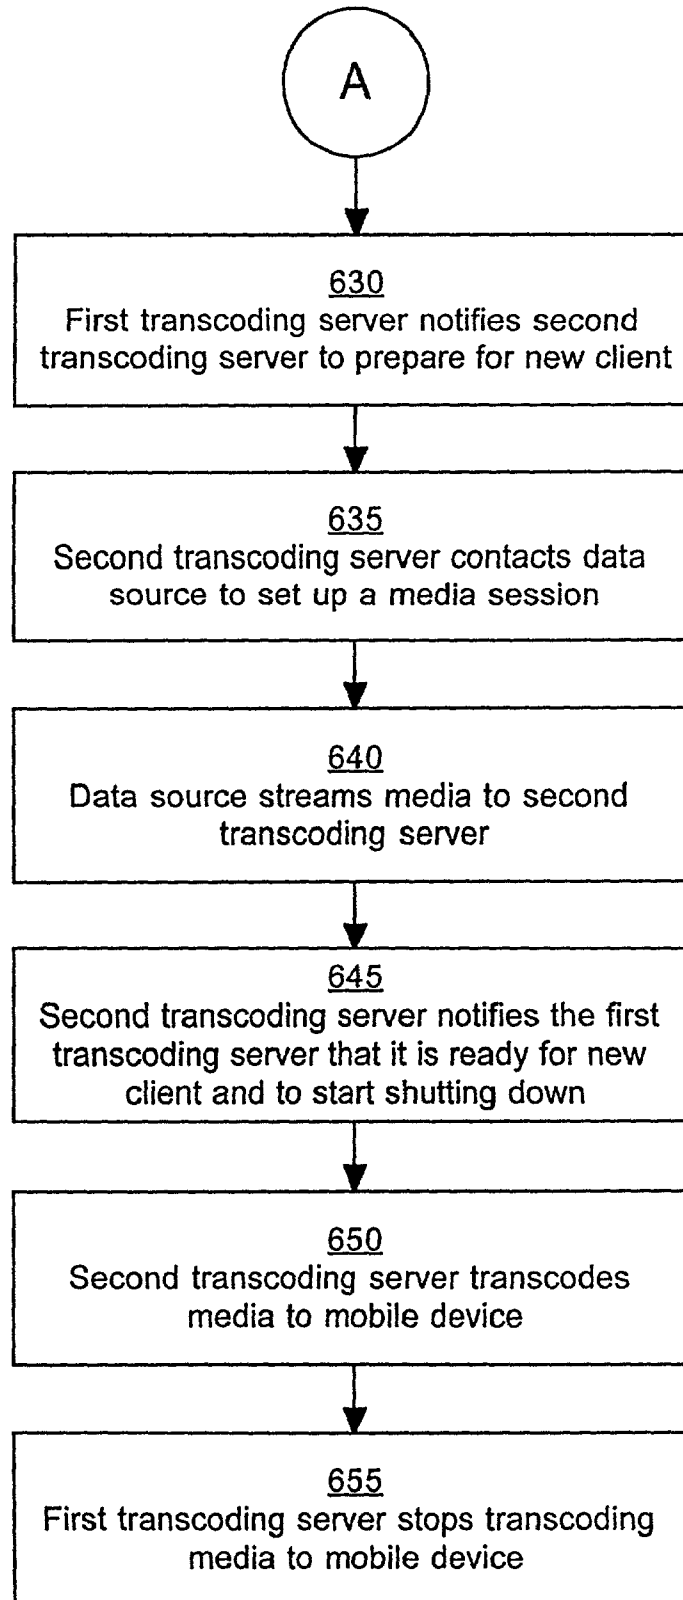 A
630
First transcoding server notifies second
transcoding server to prepare for new client
635
Second transcoding server contacts data
source to set up a media session
640
Data source streams media to second
transcoding server
645
Second transcoding server notifies the first
transcoding server that it is ready for new
client and to start shutting down
650
Second transcoding server transcodes
media to mobile device
655
First transcoding server stops transcoding
media to mobile device